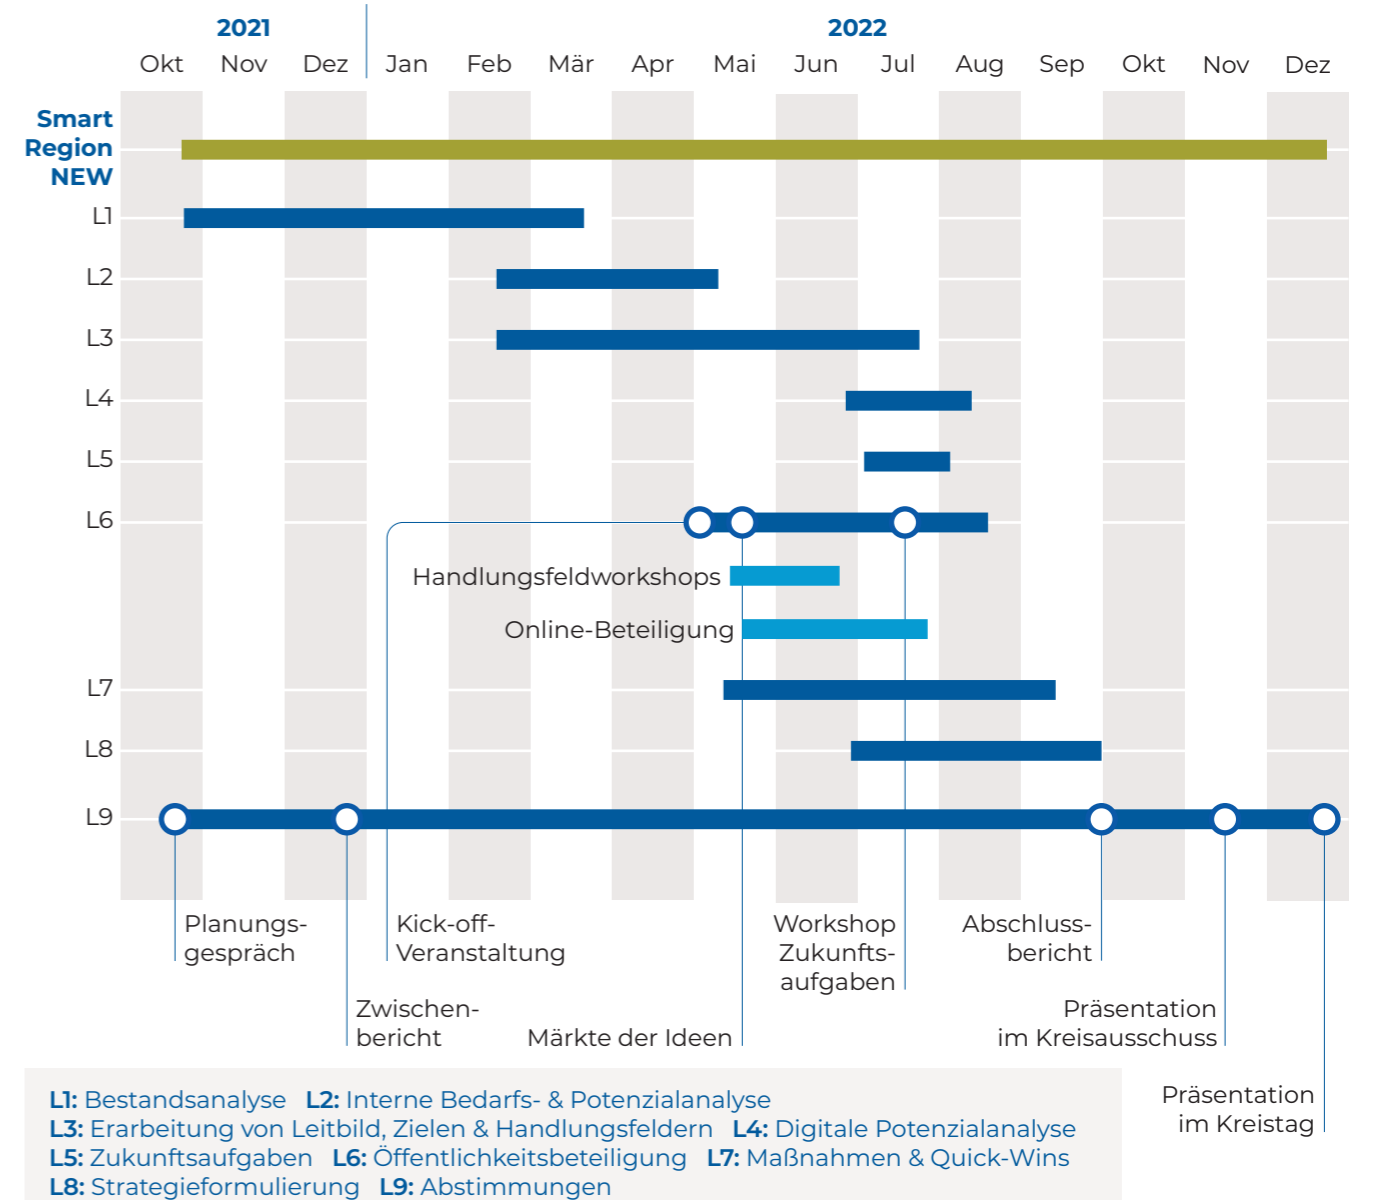 2021
2022
Okt Nov Dez Jan Feb Mär Apr Mai Jun Jul Aug Sep Okt Nov Dez
Smart
Region
NEW
L1
L2
L3
L4
L5
L6
Handlungsfeldworkshops
Online-Beteiligung
L7
L8
L9
Planungs-
gespräch
Kick-off-
Veranstaltung
Workshop
Zukunfts-
aufgaben
Abschluss-
bericht
Zwischen-
bericht
Märkte der Ideen
Präsentation
im Kreisausschuss
Präsentation
im Kreistag
L1: Bestandsanalyse L2: Interne Bedarfs- & Potenzialanalyse
L3: Erarbeitung von Leitbild, Zielen & Handlungsfeldern L4: Digitale Potenzialanalyse
L5: Zukunftsaufgaben L6: Öffentlichkeitsbeteiligung L7: Maßnahmen & Quick-Wins
L8: Strategieformulierung L9: Abstimmungen